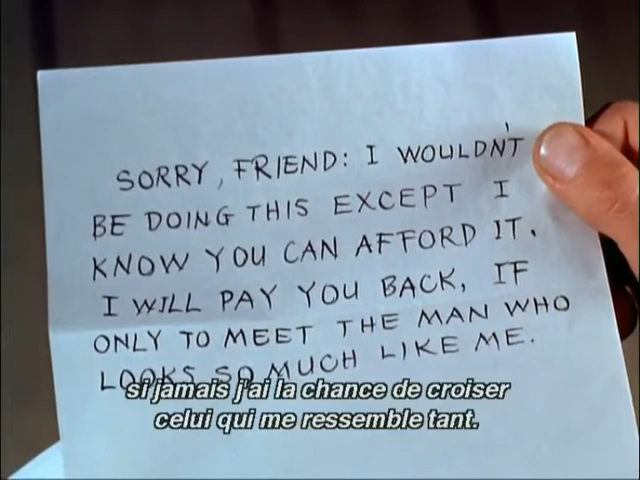 SORRY, FRIEND: I WOULDN'T
BE DOING THIS EXCEPT I
KNOW YOU CAN AFFORD IT.
I WILL PAY YOU BACK, IF
ONLY TO MEET THE MAN WHO
LOOKS SO MUCH LIKE ME.
si jamais j'ai la chance de croiser
celui qui me ressemble tant.